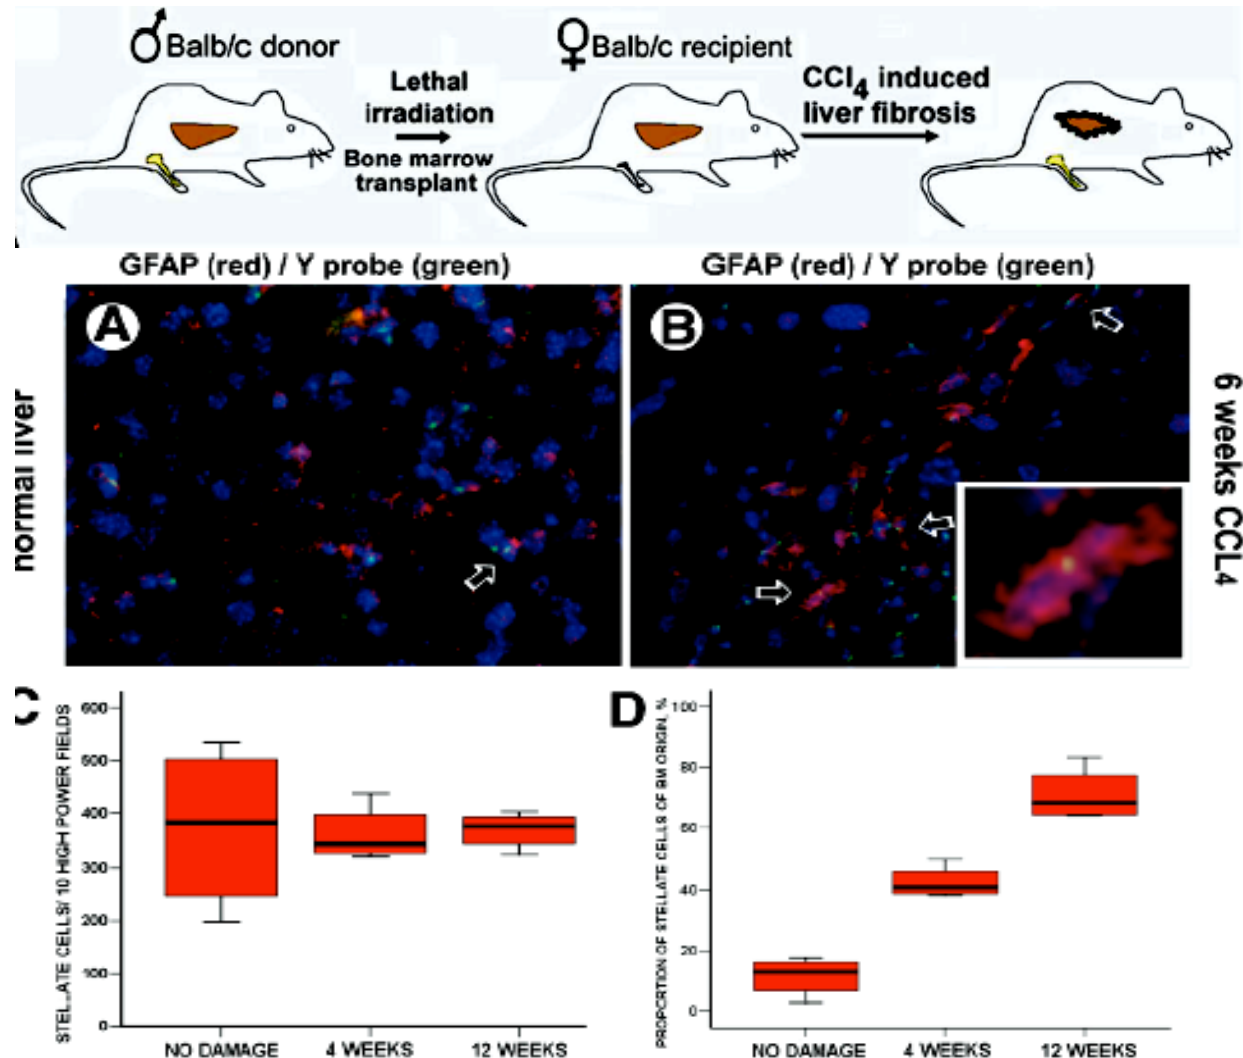 ♂ Balb/c donor
Lethal
irradiation
Bone marrow
transplant
♀ Balb/c recipient
CCl4 induced
liver fibrosis
GFAP (red) / Y probe (green)
GFAP (red) / Y probe (green)
A
B
normal liver
6 weeks CCL4
C
STELLATE CELLS/ 10 HIGH POWER FIELDS
600
500
400
300
200
100
0
NO DAMAGE
4 WEEKS
12 WEEKS
D
PROPORTION OF STELLATE CELLS OF BM ORIGIN, %
100
80
60
40
20
0
NO DAMAGE
4 WEEKS
12 WEEKS